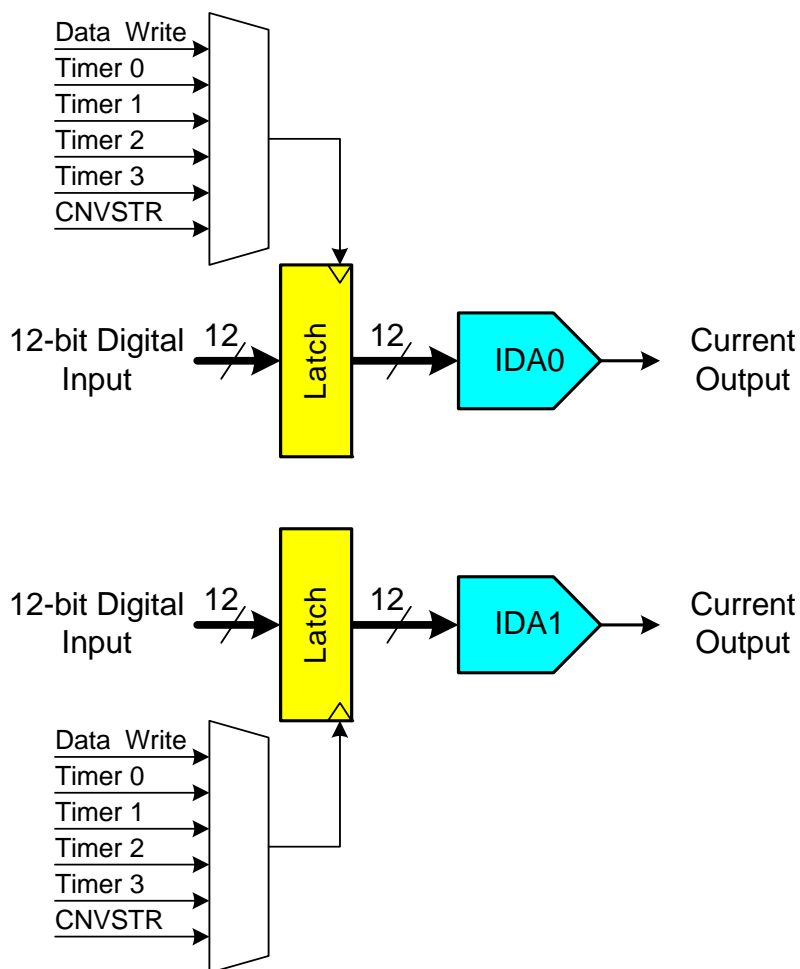 Data Write
Timer 0
Timer 1
Timer 2
Timer 3
CNVSTR
12-bit Digital
Input
12
Latch
12
IDA0
Current
Output
12-bit Digital
Input
12
Latch
12
IDA1
Current
Output
Data Write
Timer 0
Timer 1
Timer 2
Timer 3
CNVSTR